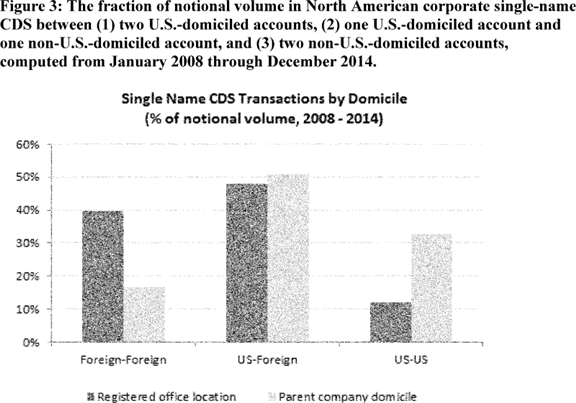 Figure 3: The fraction of notional volume in North American corporate single-name
CDS between (1) two U.S.-domiciled accounts, (2) one U.S.-domiciled account and
one non-U.S.-domiciled account, and (3) two non-U.S.-domiciled accounts,
computed from January 2008 through December 2014.
Single Name CDS Transactions by Domicile
(% of notional volume, 2008 - 2014)
60%
50%
40%
30%
20%
10%
0%
Foreign-Foreign US-Foreign US-US
Registered office location Parent company domicile